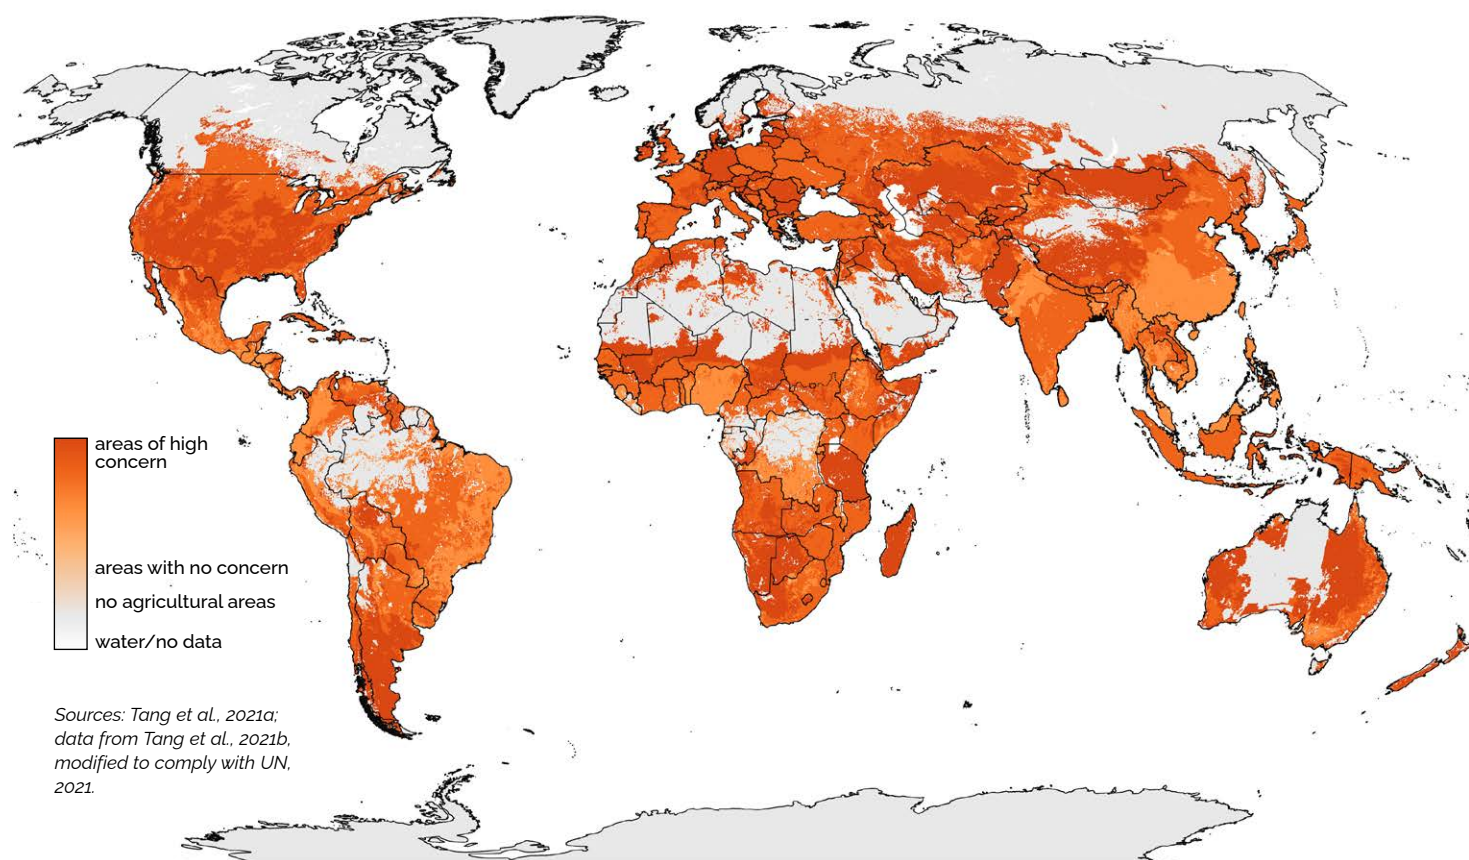 areas of high
concern
areas with no concern
no agricultural areas
water/no data
Sources: Tang et al., 2021a;
data from Tang et al., 2021b,
modified to comply with UN,
2021.